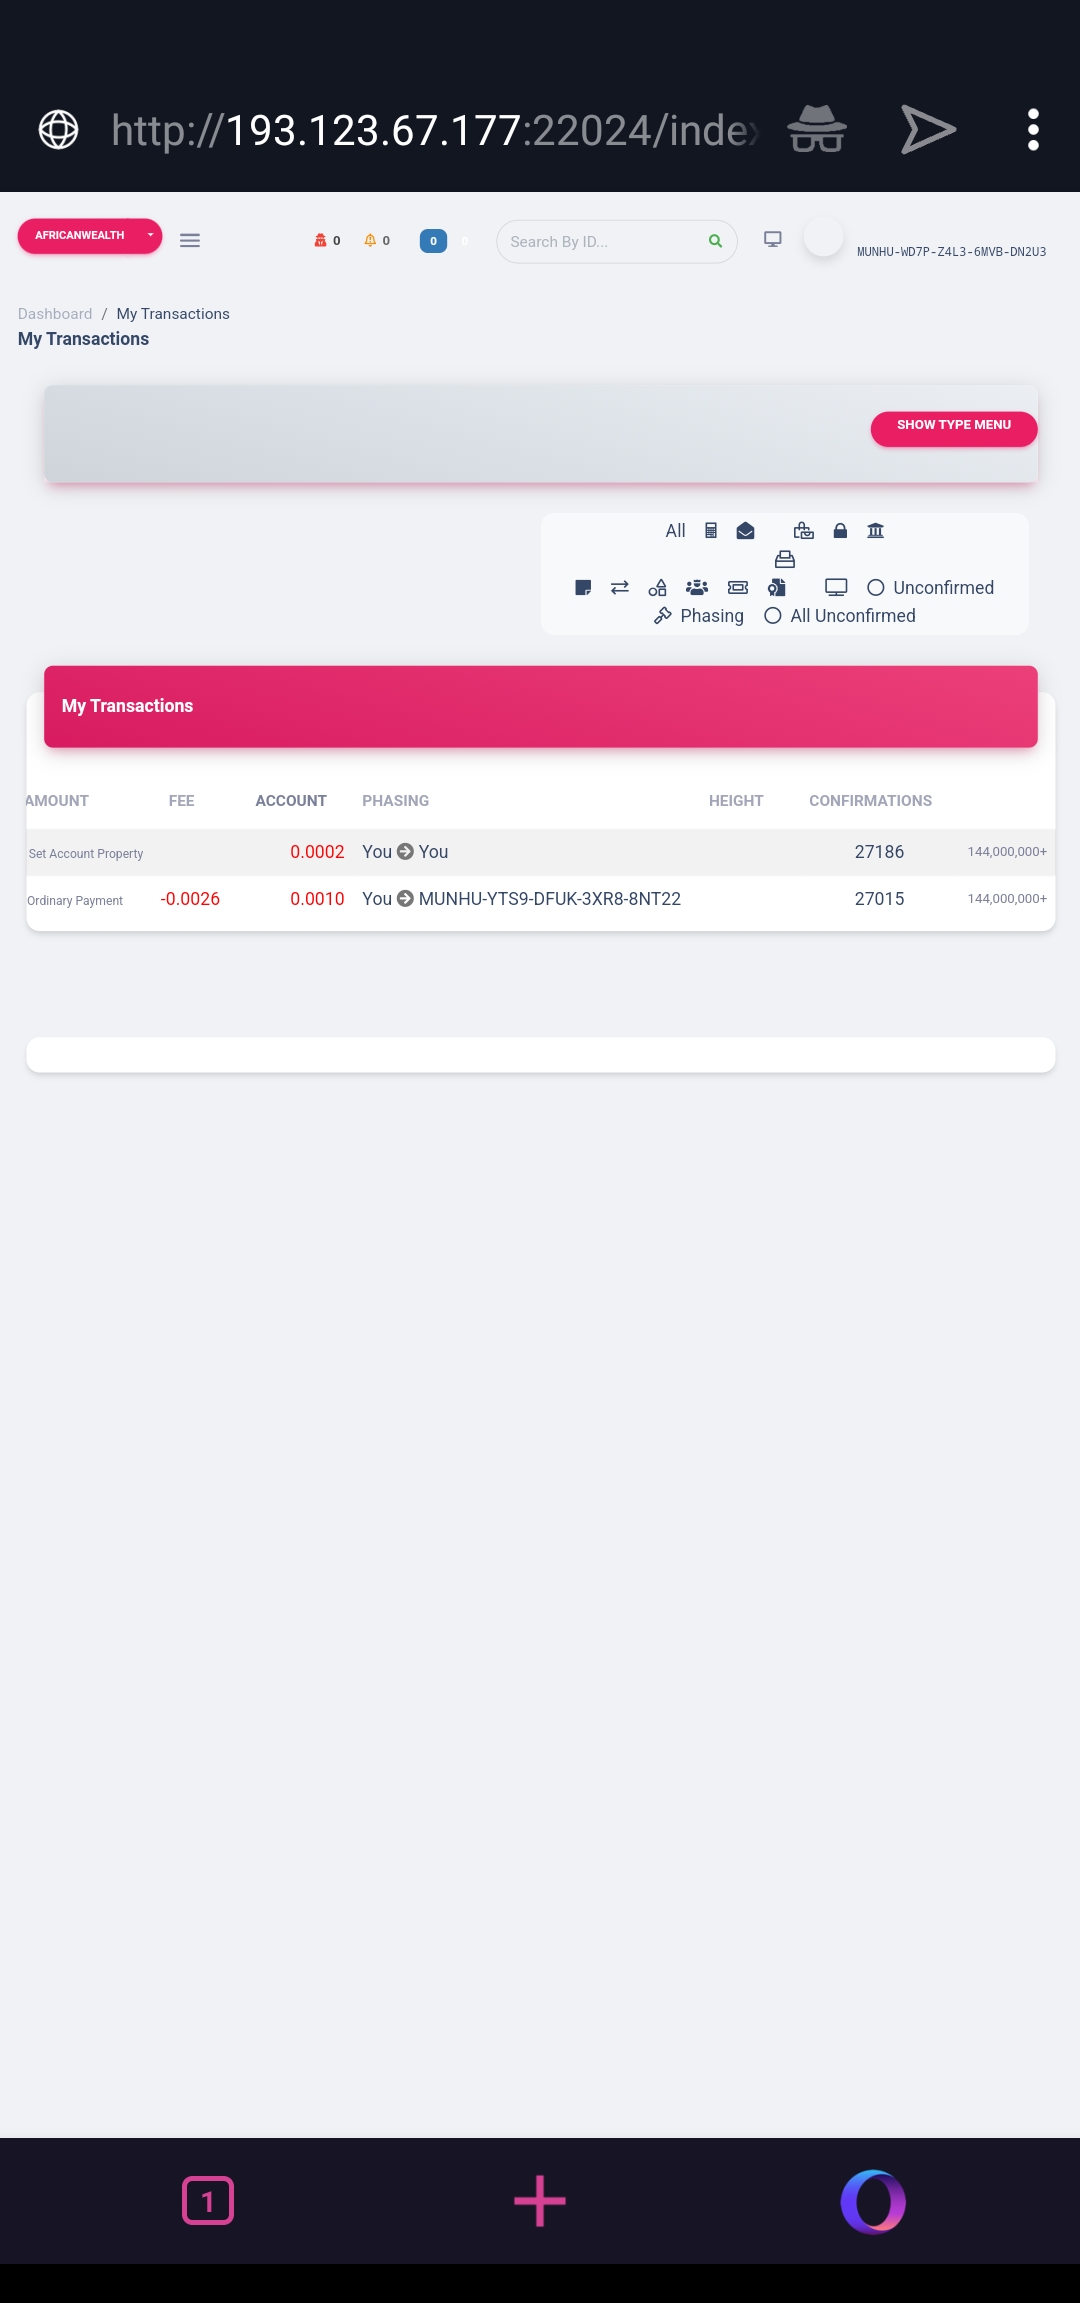 http://193.123.67.177:22024/index
AFRICANWEALTH
0 0 0 0 Search By ID...
MUNHU-WD7P-Z4L3-6MVB-DN2U3
Dashboard / My Transactions
My Transactions
SHOW TYPE MENU
All
Unconfirmed
Phasing All Unconfirmed
My Transactions
AMOUNT FEE ACCOUNT PHASING HEIGHT CONFIRMATIONS
Set Account Property 0.0002 You You 27186 144,000,000+
Ordinary Payment -0.0026 0.0010 You MUNHU-YTS9-DFUK-3XR8-8NT22 27015 144,000,000+
1